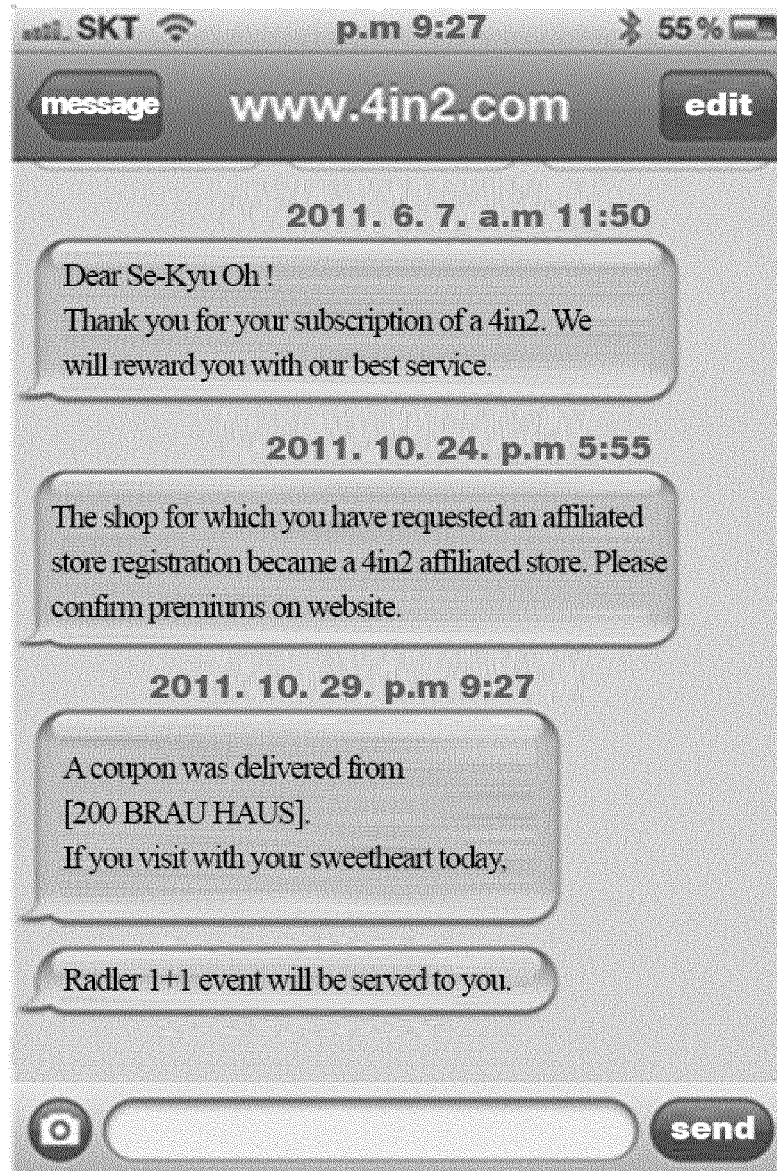 SKT p.m 9:27 55%
message www.4in2.com edit
2011. 6. 7. a.m 11:50
Dear Se-Kyu Oh !
Thank you for your subscription of a 4in2. We
will reward you with our best service.
2011. 10. 24. p.m 5:55
The shop for which you have requested an affiliated
store registration became a 4in2 affiliated store. Please
confirm premiums on website.
2011. 10. 29. p.m 9:27
A coupon was delivered from
[200 BRAU HAUS].
If you visit with your sweetheart today,
Radler 1+1 event will be served to you.
send